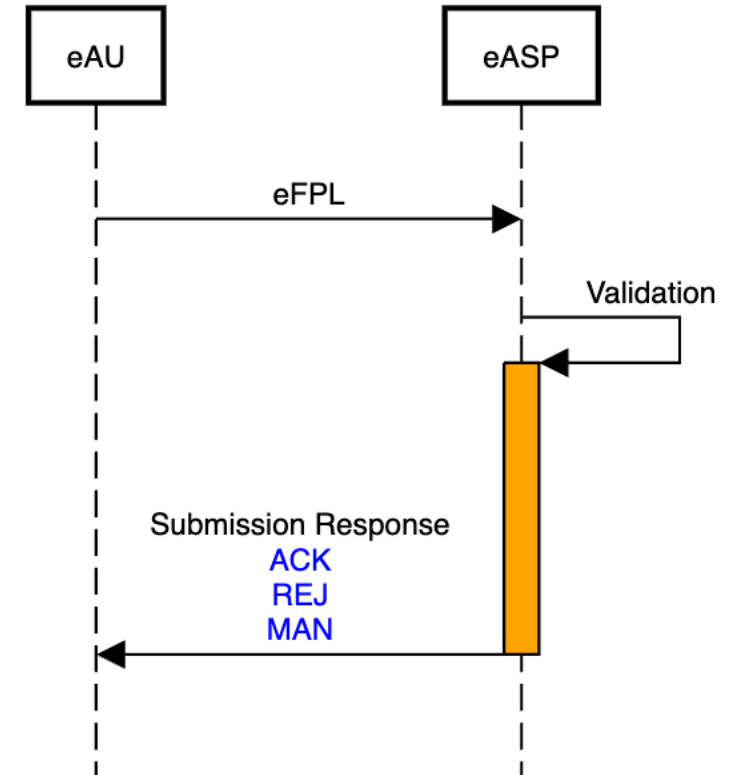 eAU
eASP
eFPL
Validation
Submission Response
ACK
REJ
MAN